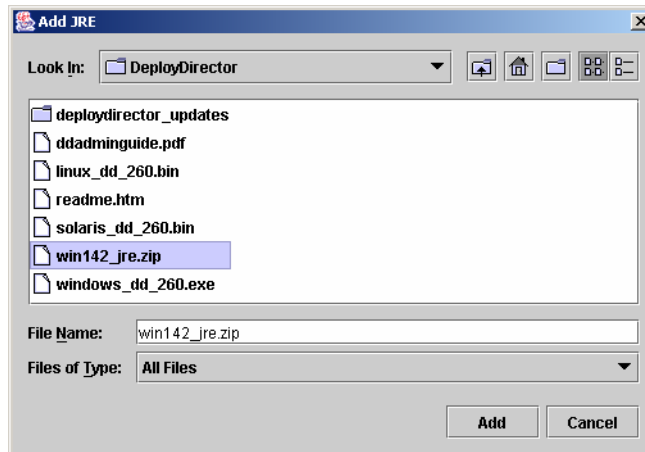 Add JRE
Look In: DeployDirector
deploydirector_updates
ddadminguide.pdf
linux_dd_260.bin
readme.htm
solaris_dd_260.bin
win142_jre.zip
windows_dd_260.exe
File Name: win142_jre.zip
Files of Type: All Files
Add Cancel